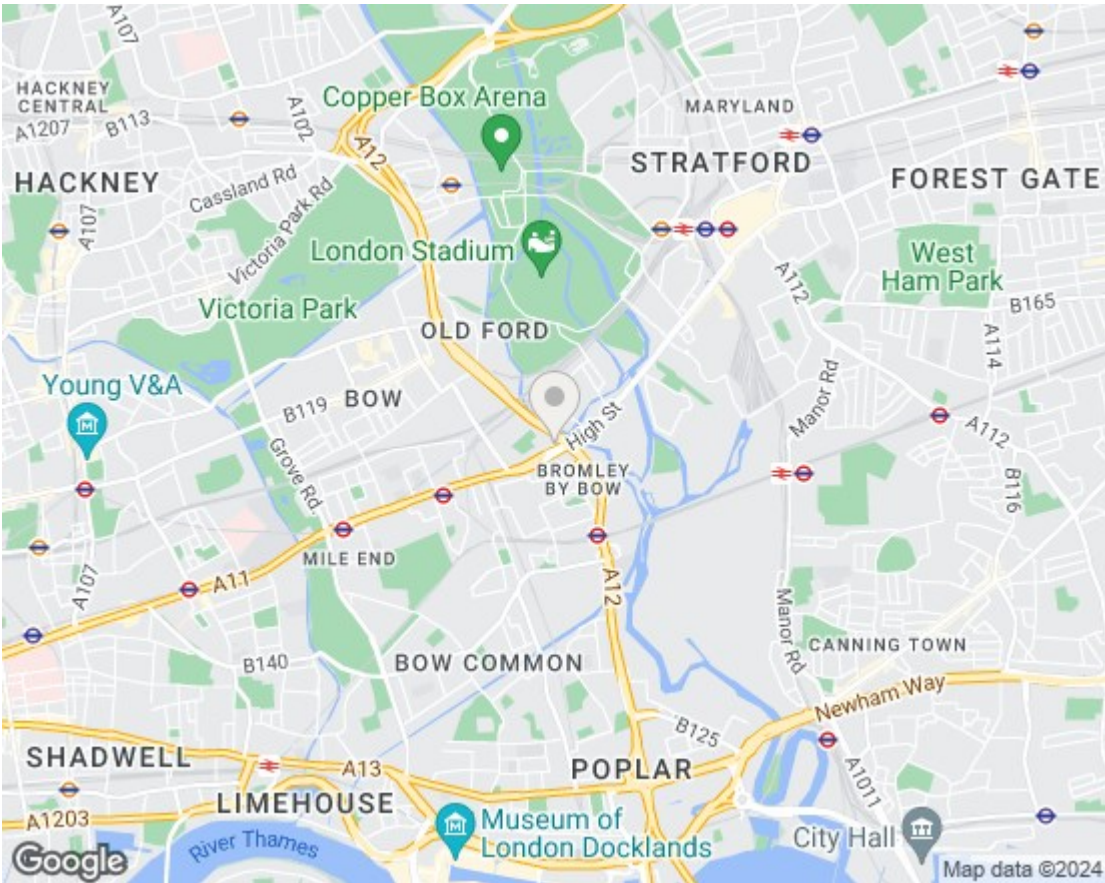 A107
A107
HACKNEY
CENTRAL
A1207
B113
A102
A12
Copper Box Arena
MARYLAND
HACKNEY
Cassland Rd
STRATFORD
FOREST GATE
A107
Victoria Park Rd
London Stadium
West
Ham Park
A112
B165
Victoria Park
OLD FORD
A114
Young V&A
B119
BOW
Manor Rd
Grove Rd
High St
A112
BROMLEY
BY BOW
B116
MILE END
A107
A11
A12
Manor Rd
B140
BOW COMMON
CANNING TOWN
Newham Way
B125
SHADWELL
A13
POPLAR
A1011
LIMEHOUSE
A1203
Museum of
London Docklands
City Hall
River Thames
Google
Map data ©2024